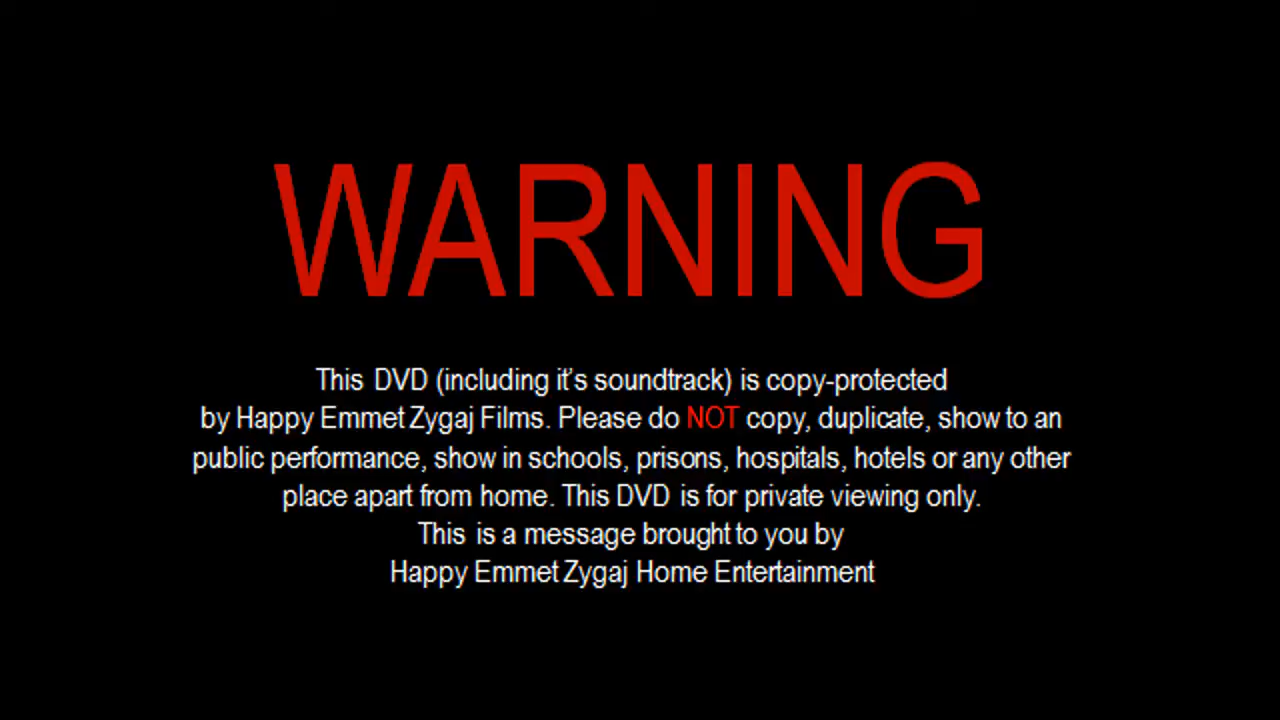 WARNING
This DVD (including it's soundtrack) is copy-protected
by Happy Emmet Zygaj Films. Please do NOT copy, duplicate, show to an
public performance, show in schools, prisons, hospitals, hotels or any other
place apart from home. This DVD is for private viewing only.
This is a message brought to you by
Happy Emmet Zygaj Home Entertainment